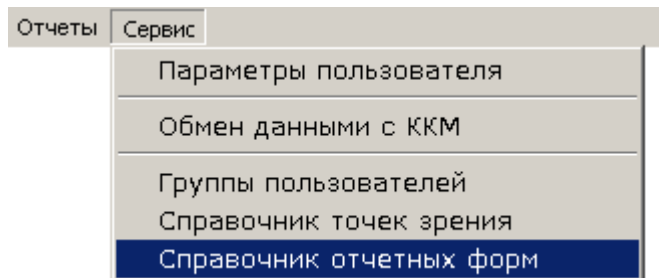 Отчеты Сервис
Параметры пользователя
Обмен данными с ККМ
Группы пользователей
Справочник точек зрения
Справочник отчетных форм